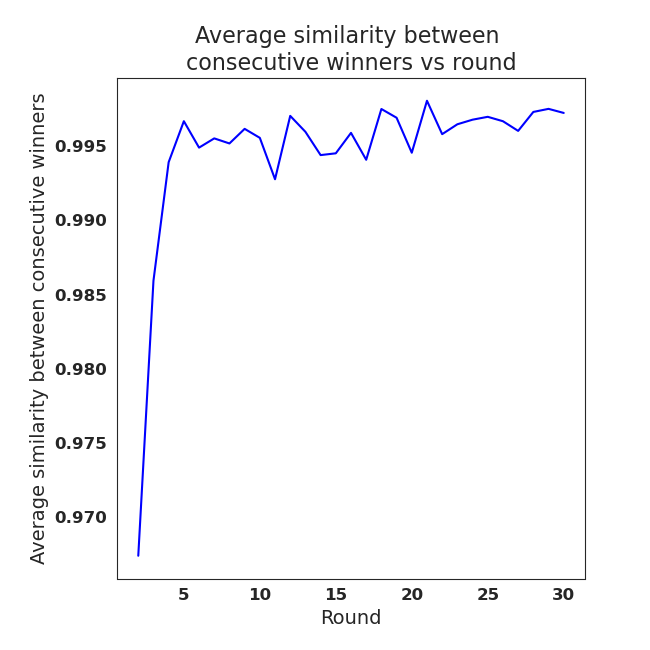 Average similarity between
consecutive winners vs round
Average similarity between consecutive winners
0.995
0.990
0.985
0.980
0.975
0.970
5 10 15 20 25 30
Round